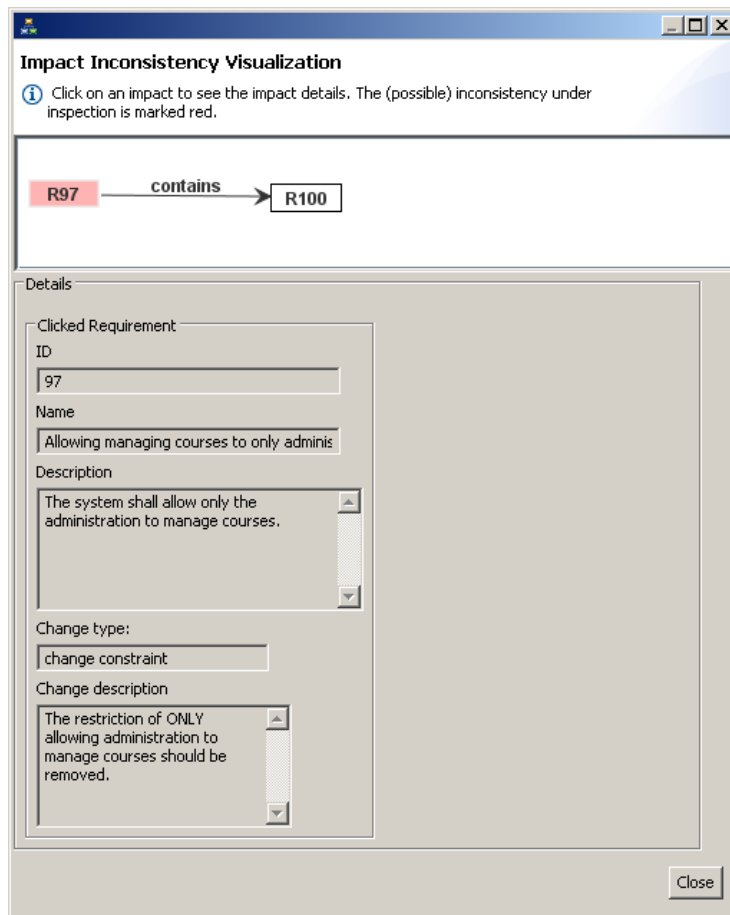 Impact Inconsistency Visualization
Click on an impact to see the impact details. The (possible) inconsistency under
inspection is marked red.
R97
contains
R100
Details
Clicked Requirement
ID
97
Name
Allowing managing courses to only adminis
Description
The system shall allow only the
administration to manage courses.
Change type:
change constraint
Change description
The restriction of ONLY
allowing administration to
manage courses should be
removed.
Close